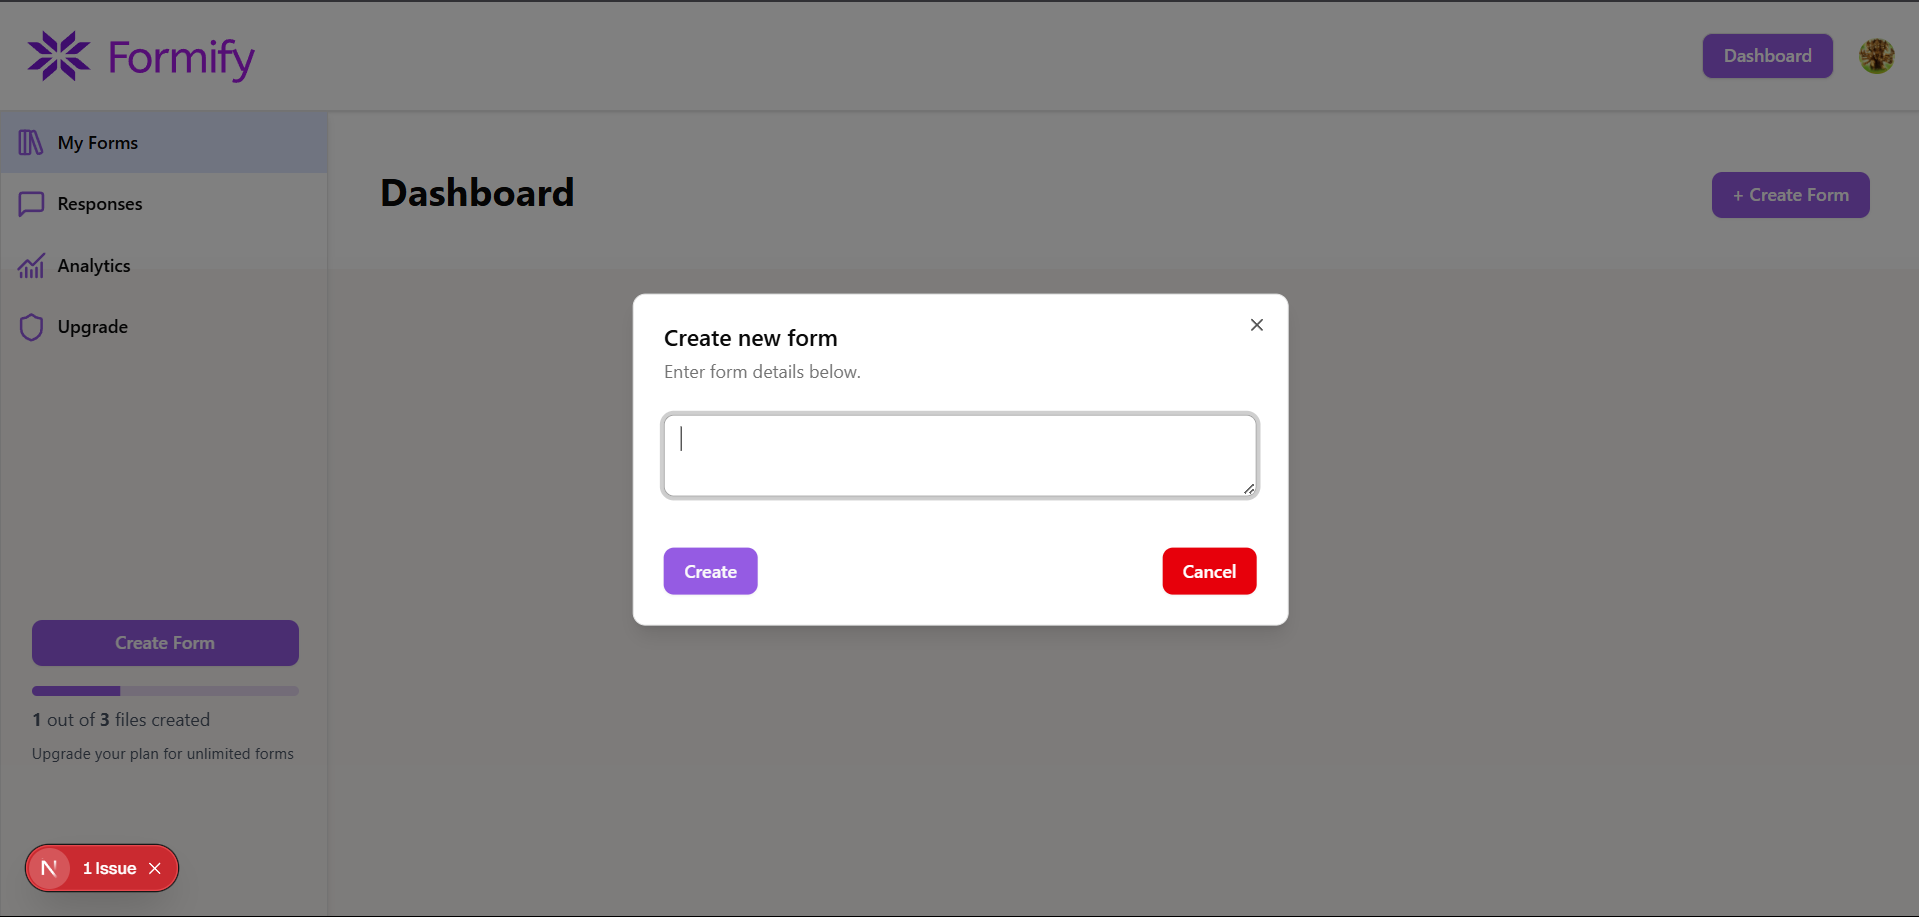 Formify
Dashboard
My Forms
Responses
Analytics
Upgrade
Dashboard
+ Create Form
Create new form
Enter form details below.
Create
Cancel
Create Form
1 out of 3 files created
Upgrade your plan for unlimited forms
N 1 Issue